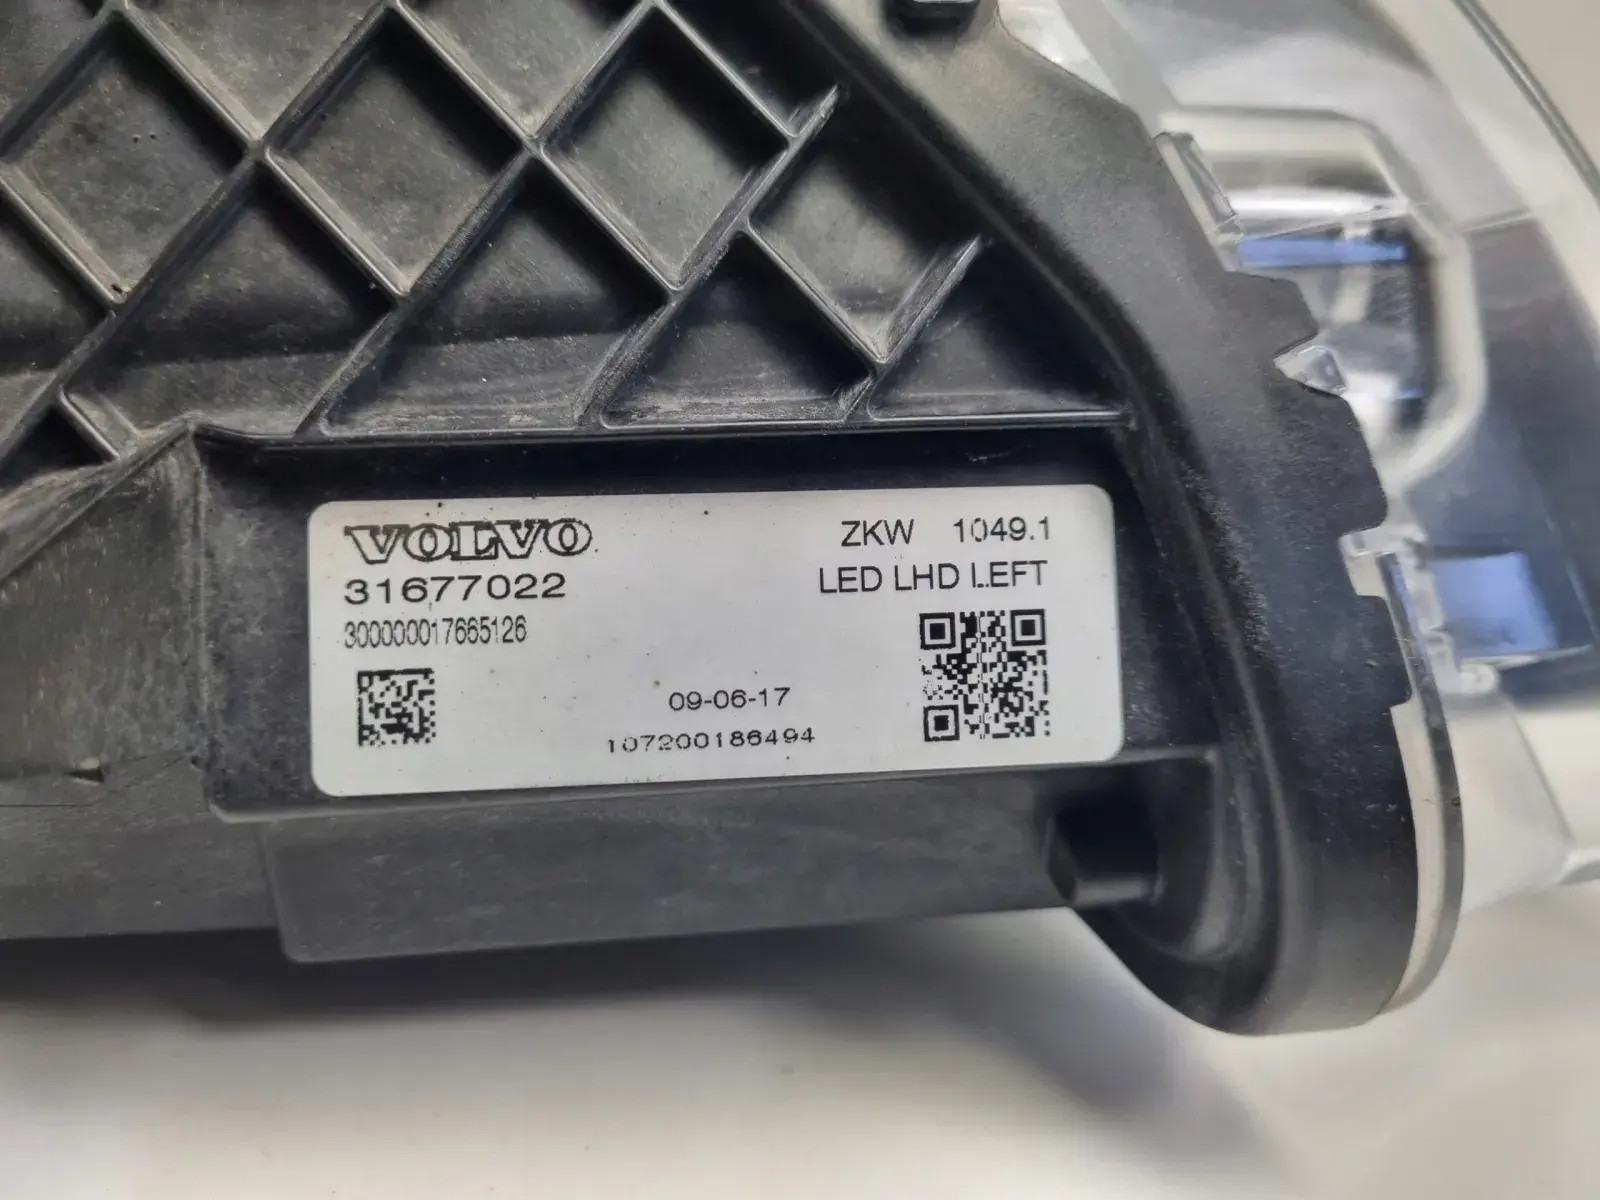 VOLVO
31677022
300000017665126
ZKW 1049.1
LED LHD LEFT
09-06-17
107200186494